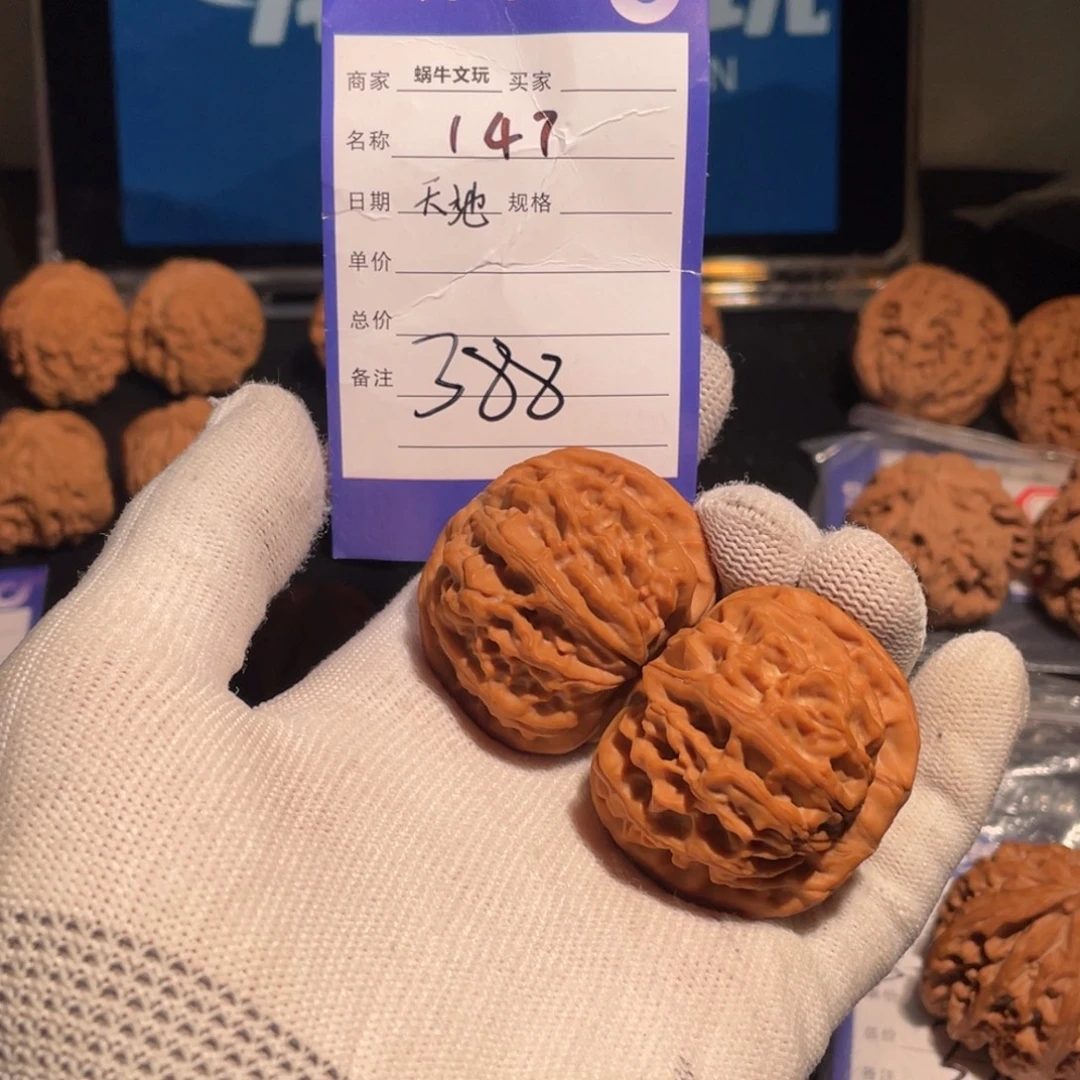 商家 蜗牛文玩 买家
名称 147
日期 天地 规格
单价
总价
备注 388